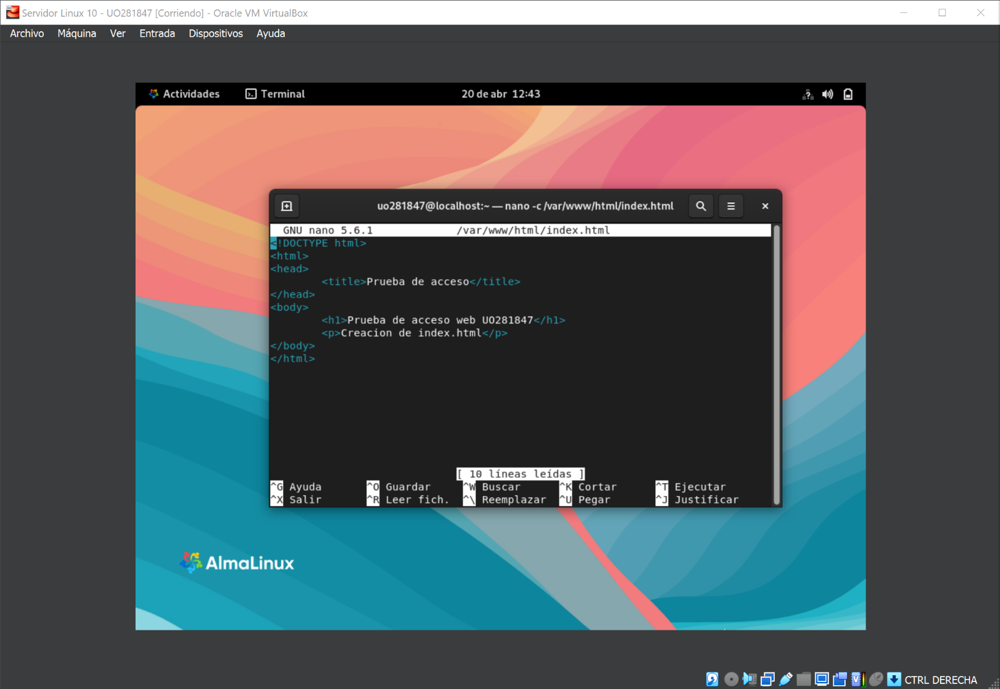 Servidor Linux 10 - UO281847 [Corriendo] - Oracle VM VirtualBox
Archivo Máquina Ver Entrada Dispositivos Ayuda
Actividades Terminal 20 de abr 12:43
uo281847@localhost:~ — nano -c /var/www/html/index.html
GNU nano 5.6.1 /var/www/html/index.html
<!DOCTYPE html>
<html>
<head>
<title>Prueba de acceso</title>
</head>
<body>
<h1>Prueba de acceso web UO281847</h1>
<p>Creacion de index.html</p>
</body>
</html>
[ 10 líneas leídas ]
^G Ayuda ^O Guardar ^W Buscar ^K Cortar ^T Ejecutar
^X Salir ^R Leer fich. ^\ Reemplazar ^U Pegar ^J Justificar
AlmaLinux
CTRL DERECHA